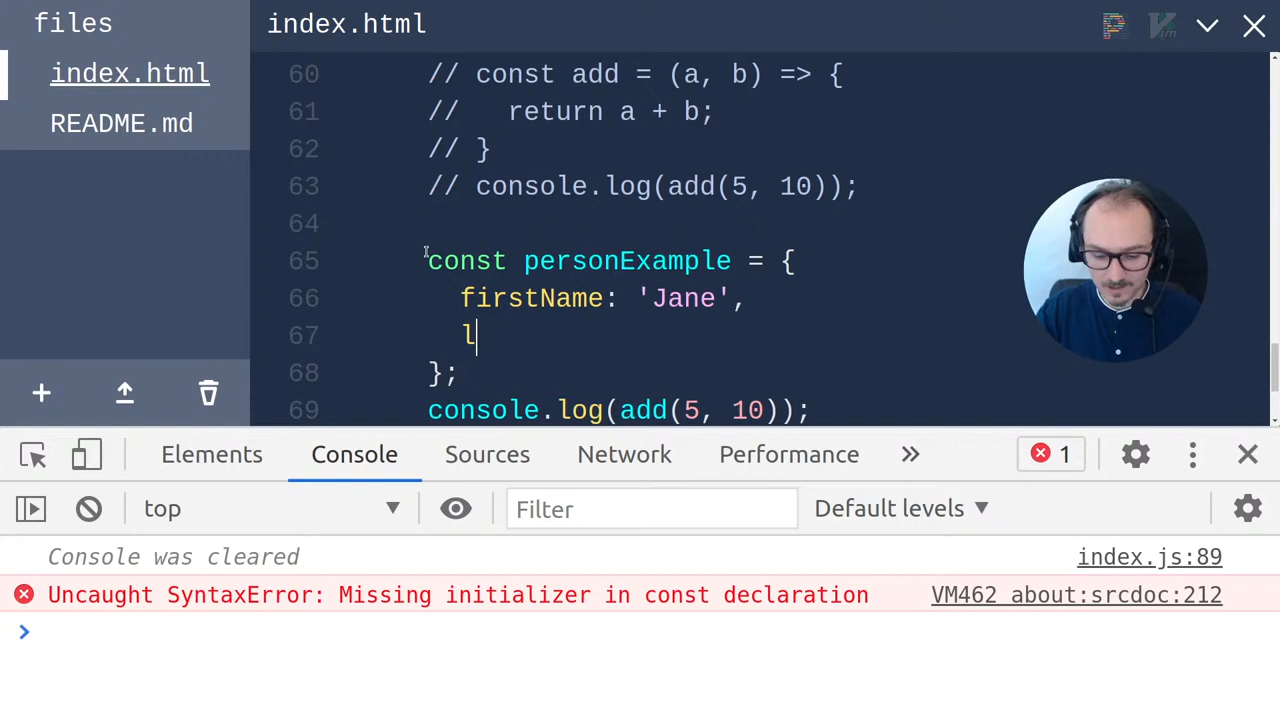 files
index.html
README.md
index.html
60 // const add = (a, b) => {
61 //   return a + b;
62 // }
63 // console.log(add(5, 10));
64
65 const personExample = {
66   firstName: 'Jane',
67   l
68 };
69 console.log(add(5, 10));
Elements Console Sources Network Performance » 1
top Filter Default levels
Console was cleared index.js:89
Uncaught SyntaxError: Missing initializer in const declaration VM462 about:srcdoc:212
>